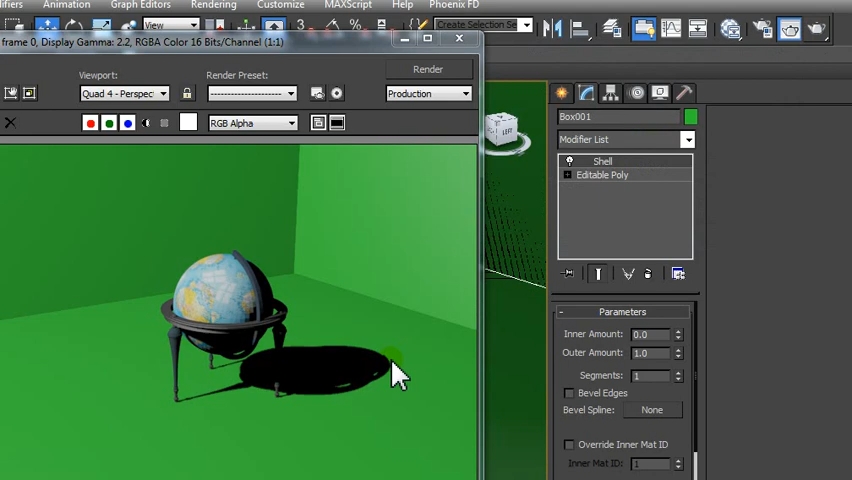 ifiers Animation Graph Editors Rendering Customize MAXScript Help Phoenix FD
View
3
Create Selection Se
frame 0, Display Gamma: 2.2, RGBA Color 16 Bits/Channel (1:1)
Viewport: Render Preset: Render
Quad 4 - Perspect Production
RGB Alpha
LEFT
Box001
Modifier List
Shell
Editable Poly
Parameters
Inner Amount: 0.0
Outer Amount: 1.0
Segments: 1
Bevel Edges
Bevel Spline: None
Override Inner Mat ID
Inner Mat ID: 1